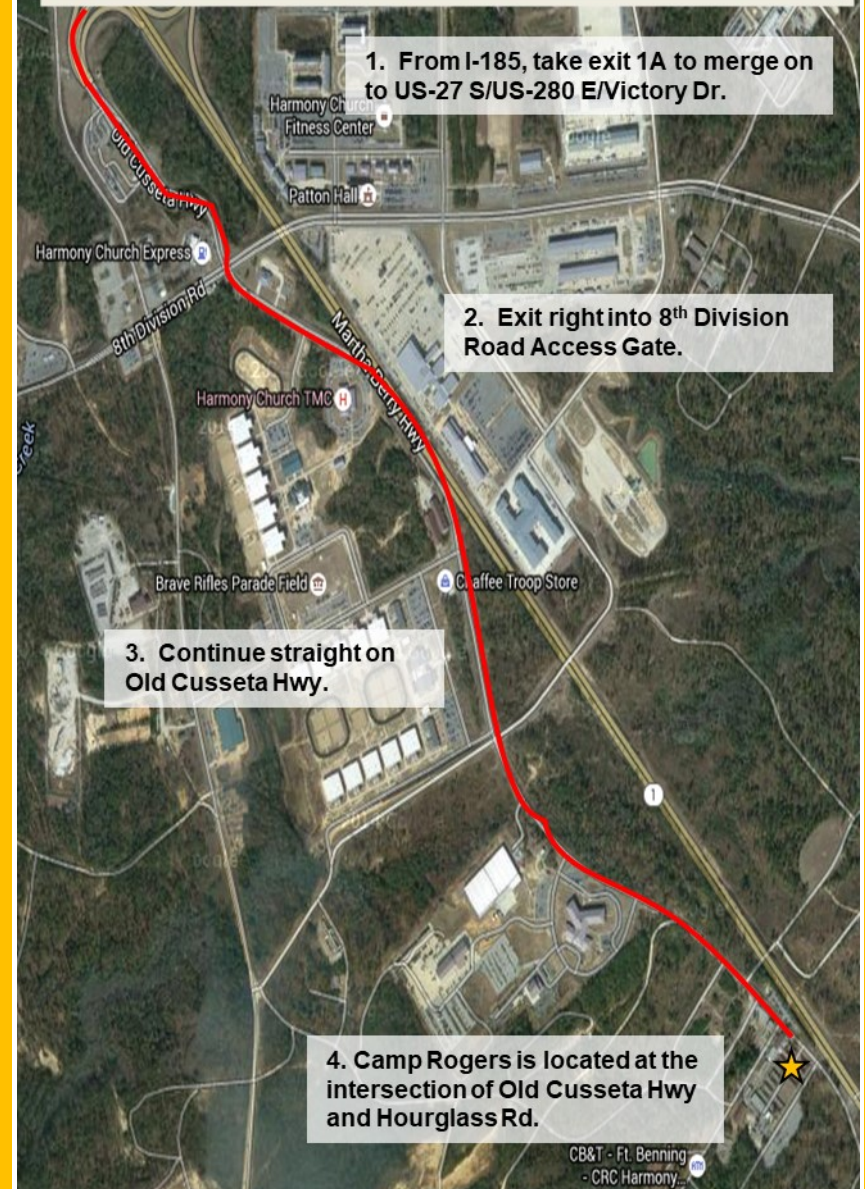 1. From I-185, take exit 1A to merge on
to US-27 S/US-280 E/Victory Dr.
Harmony Church
Fitness Center
Old Cusseta Hwy
Patton Hall
Harmony Church Express
8th Division Rd
2. Exit right into 8th Division
Road Access Gate.
Martha Berry Hwy
Harmony Church TMC
H
Creek
Brave Rifles Parade Field
Chaffee Troop Store
3. Continue straight on
Old Cusseta Hwy.
1
4. Camp Rogers is located at the
intersection of Old Cusseta Hwy
and Hourglass Rd.
CB&T - Ft. Benning
- CRC Harmony...